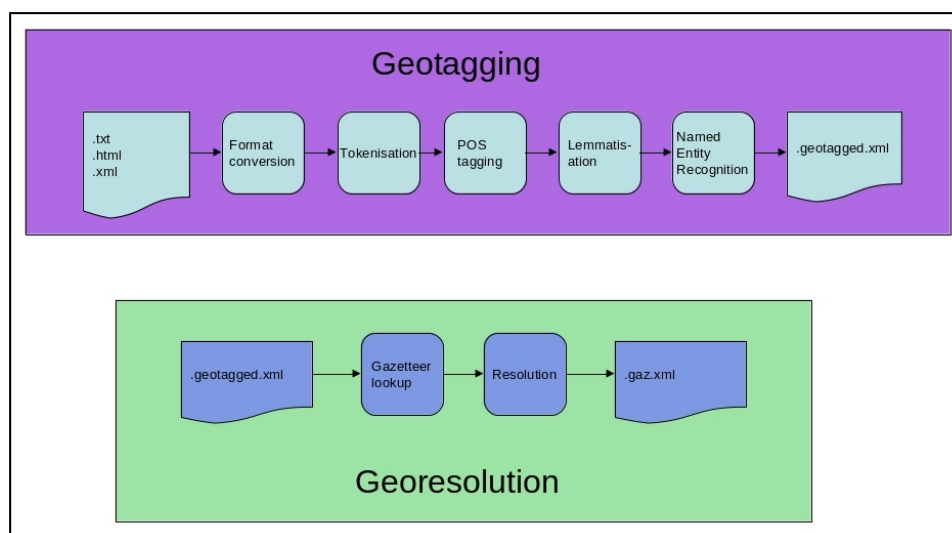 Geotagging
.txt
.html
.xml
Format
conversion
Tokenisation
POS
tagging
Lemmatis-
ation
Named
Entity
Recognition
.geotagged.xml
.geotagged.xml
Gazetteer
lookup
Resolution
.gaz.xml
Georesolution